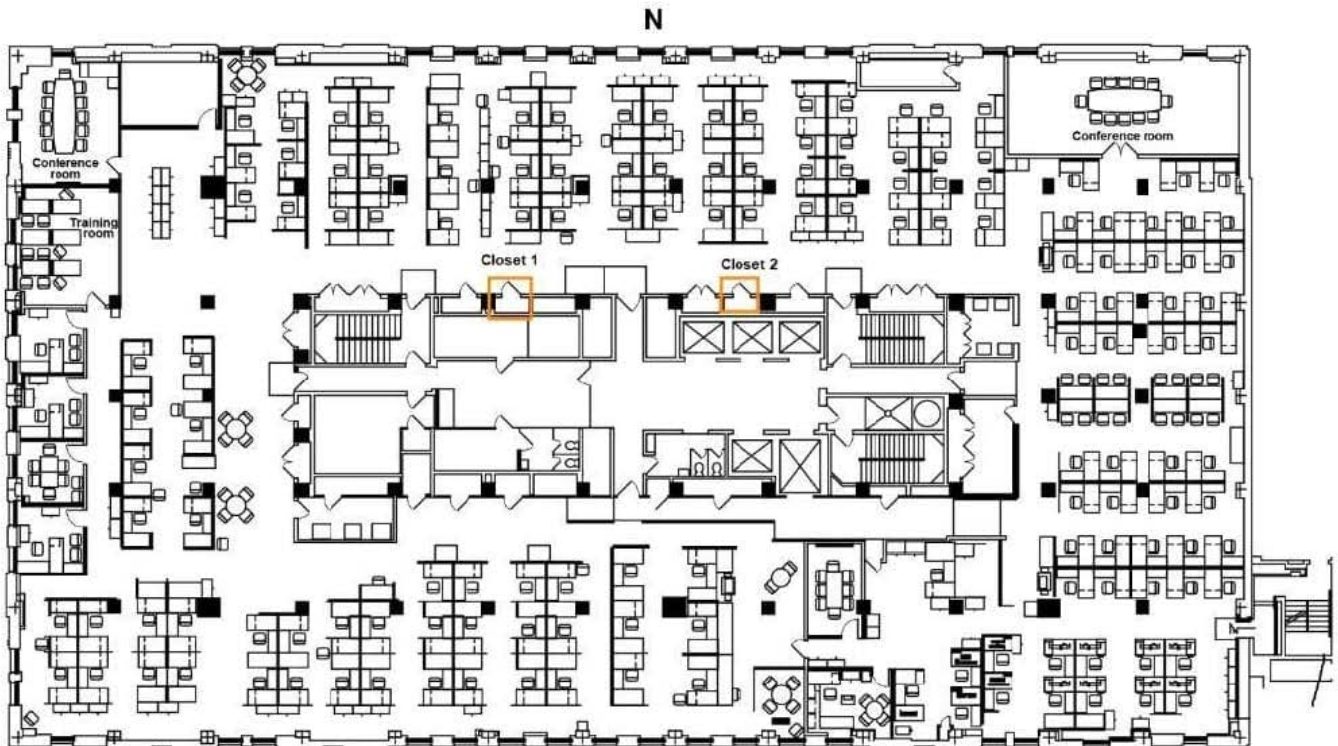 N
Conference
room
Conference room
Training
room
Closet 1
Closet 2